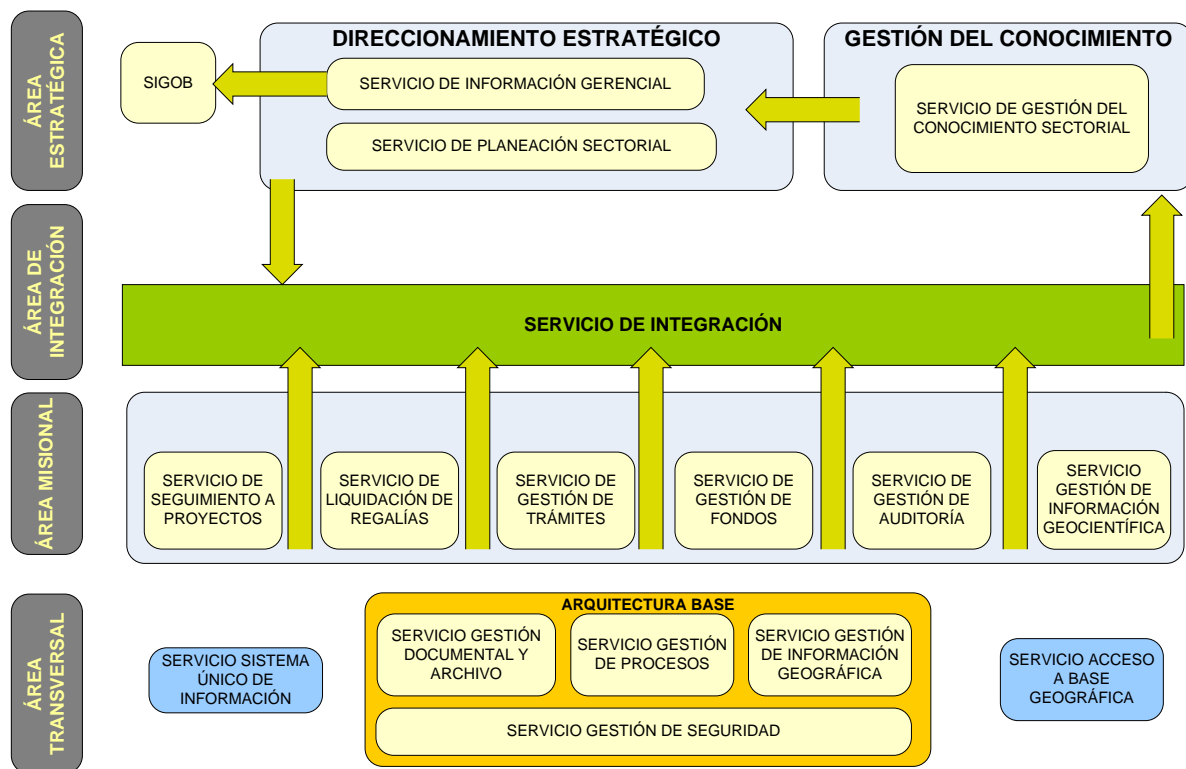 ÁREA
ESTRATÉGICA
DIRECCIONAMIENTO ESTRATÉGICO
GESTIÓN DEL CONOCIMIENTO
SIGOB
SERVICIO DE INFORMACIÓN GERENCIAL
SERVICIO DE PLANEACIÓN SECTORIAL
SERVICIO DE GESTIÓN DEL
CONOCIMIENTO SECTORIAL
ÁREA DE
INTEGRACIÓN
SERVICIO DE INTEGRACIÓN
ÁREA MISIONAL
SERVICIO DE
SEGUIMIENTO A
PROYECTOS
SERVICIO DE
LIQUIDACIÓN DE
REGALÍAS
SERVICIO DE
GESTIÓN DE
TRÁMITES
SERVICIO DE
GESTIÓN DE
FONDOS
SERVICIO DE
GESTIÓN DE
AUDITORÍA
SERVICIO
GESTIÓN DE
INFORMACIÓN
GEOCIENTÍFICA
ÁREA
TRANSVERSAL
SERVICIO SISTEMA
ÚNICO DE
INFORMACIÓN
ARQUITECTURA BASE
SERVICIO GESTIÓN
DOCUMENTAL Y
ARCHIVO
SERVICIO GESTIÓN
DE PROCESOS
SERVICIO GESTIÓN
DE INFORMACIÓN
GEOGRÁFICA
SERVICIO GESTIÓN DE SEGURIDAD
SERVICIO ACCESO
A BASE
GEOGRÁFICA